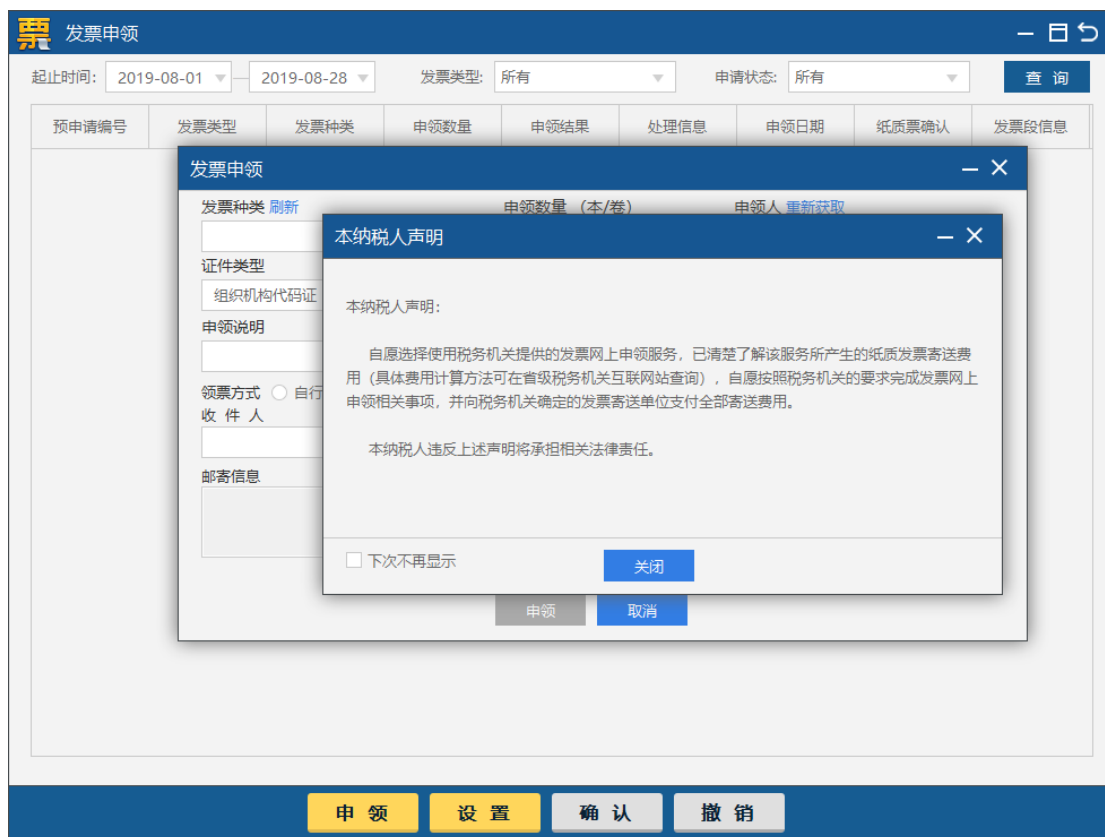 票 发票申领
起止时间: 2019-08-01 — 2019-08-28 发票类型: 所有 申请状态: 所有 查 询
预申请编号 发票类型 发票种类 申领数量 申领结果 处理信息 申领日期 纸质票确认 发票段信息
发票申领
发票种类 刷新 申领数量 (本/卷) 申领人 重新获取
本纳税人声明
证件类型
组织机构代码证
本纳税人声明:
申领说明
自愿选择使用税务机关提供的发票网上申领服务，已清楚了解该服务所产生的纸质发票寄送费
用（具体费用计算方法可在省级税务机关互联网站查询），自愿按照税务机关的要求完成发票网上
申领相关事项，并向税务机关确定的发票寄送单位支付全部寄送费用。
领票方式 自行
收 件 人
本纳税人违反上述声明将承担相关法律责任。
邮寄信息
下次不再显示 关闭
申领 取消
申 领 设 置 确 认 撤 销